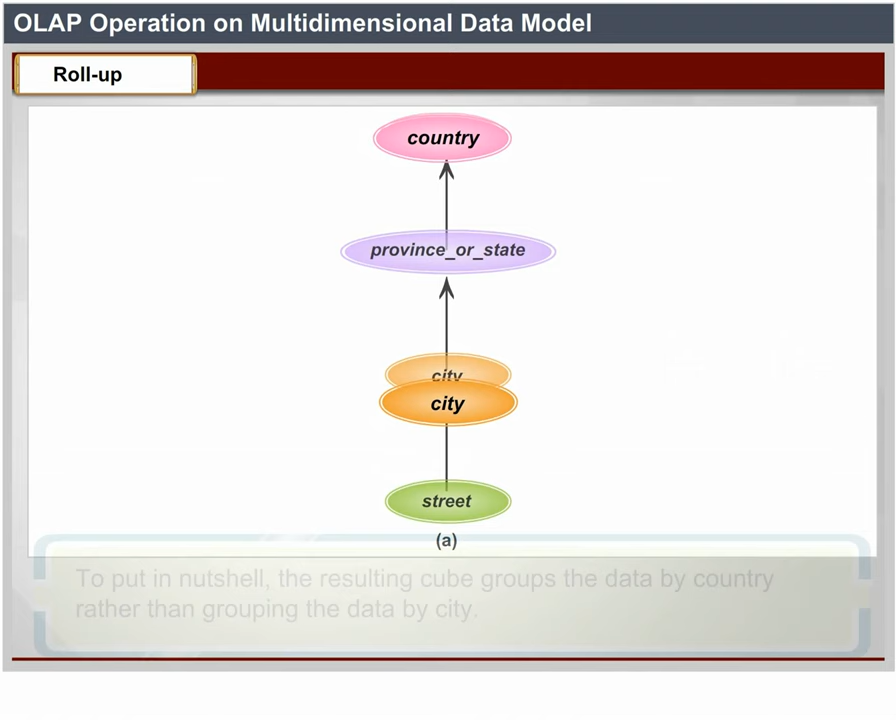 OLAP Operation on Multidimensional Data Model
Roll-up
country
province_or_state
city
city
street
(a)
To put in nutshell, the resulting cube groups the data by country
rather than grouping the data by city.